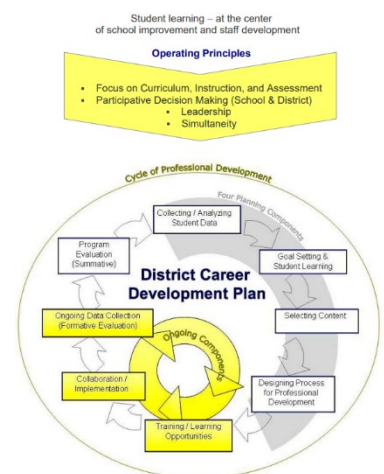 Student learning – at the center
of school improvement and staff development
Operating Principles
▪ Focus on Curriculum, Instruction, and Assessment
▪ Participative Decision Making (School & District)
▪ Leadership
▪ Simultaneity
Cycle of Professional Development
Four Planning Components
Collecting / Analyzing
Student Data
Program
Evaluation
(Summative)
Goal Setting &
Student Learning
District Career
Development Plan
Ongoing Data Collection
(Formative Evaluation)
Selecting Content
Ongoing Components
Collaboration /
Implementation
Designing Process
for Professional
Development
Training / Learning
Opportunities